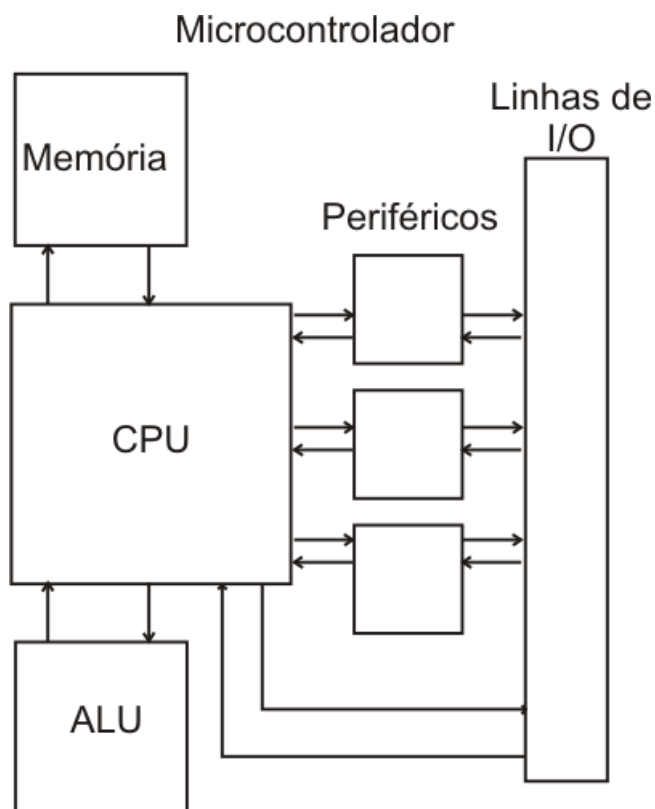 Microcontrolador
Linhas de
I/O
Memória
Periféricos
CPU
ALU